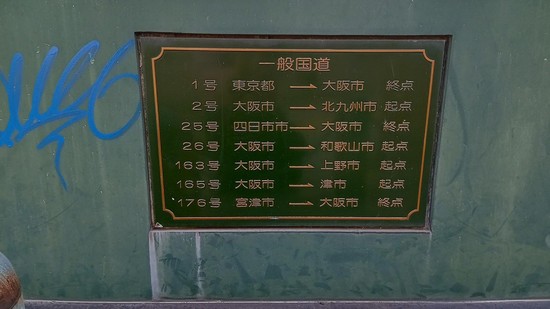 一般国道
1号 東京都 → 大阪市 終点
2号 大阪市 → 北九州市 起点
25号 四日市市 → 大阪市 終点
26号 大阪市 → 和歌山市 起点
163号 大阪市 → 上野市 起点
165号 大阪市 → 津市 起点
176号 宮津市 → 大阪市 終点